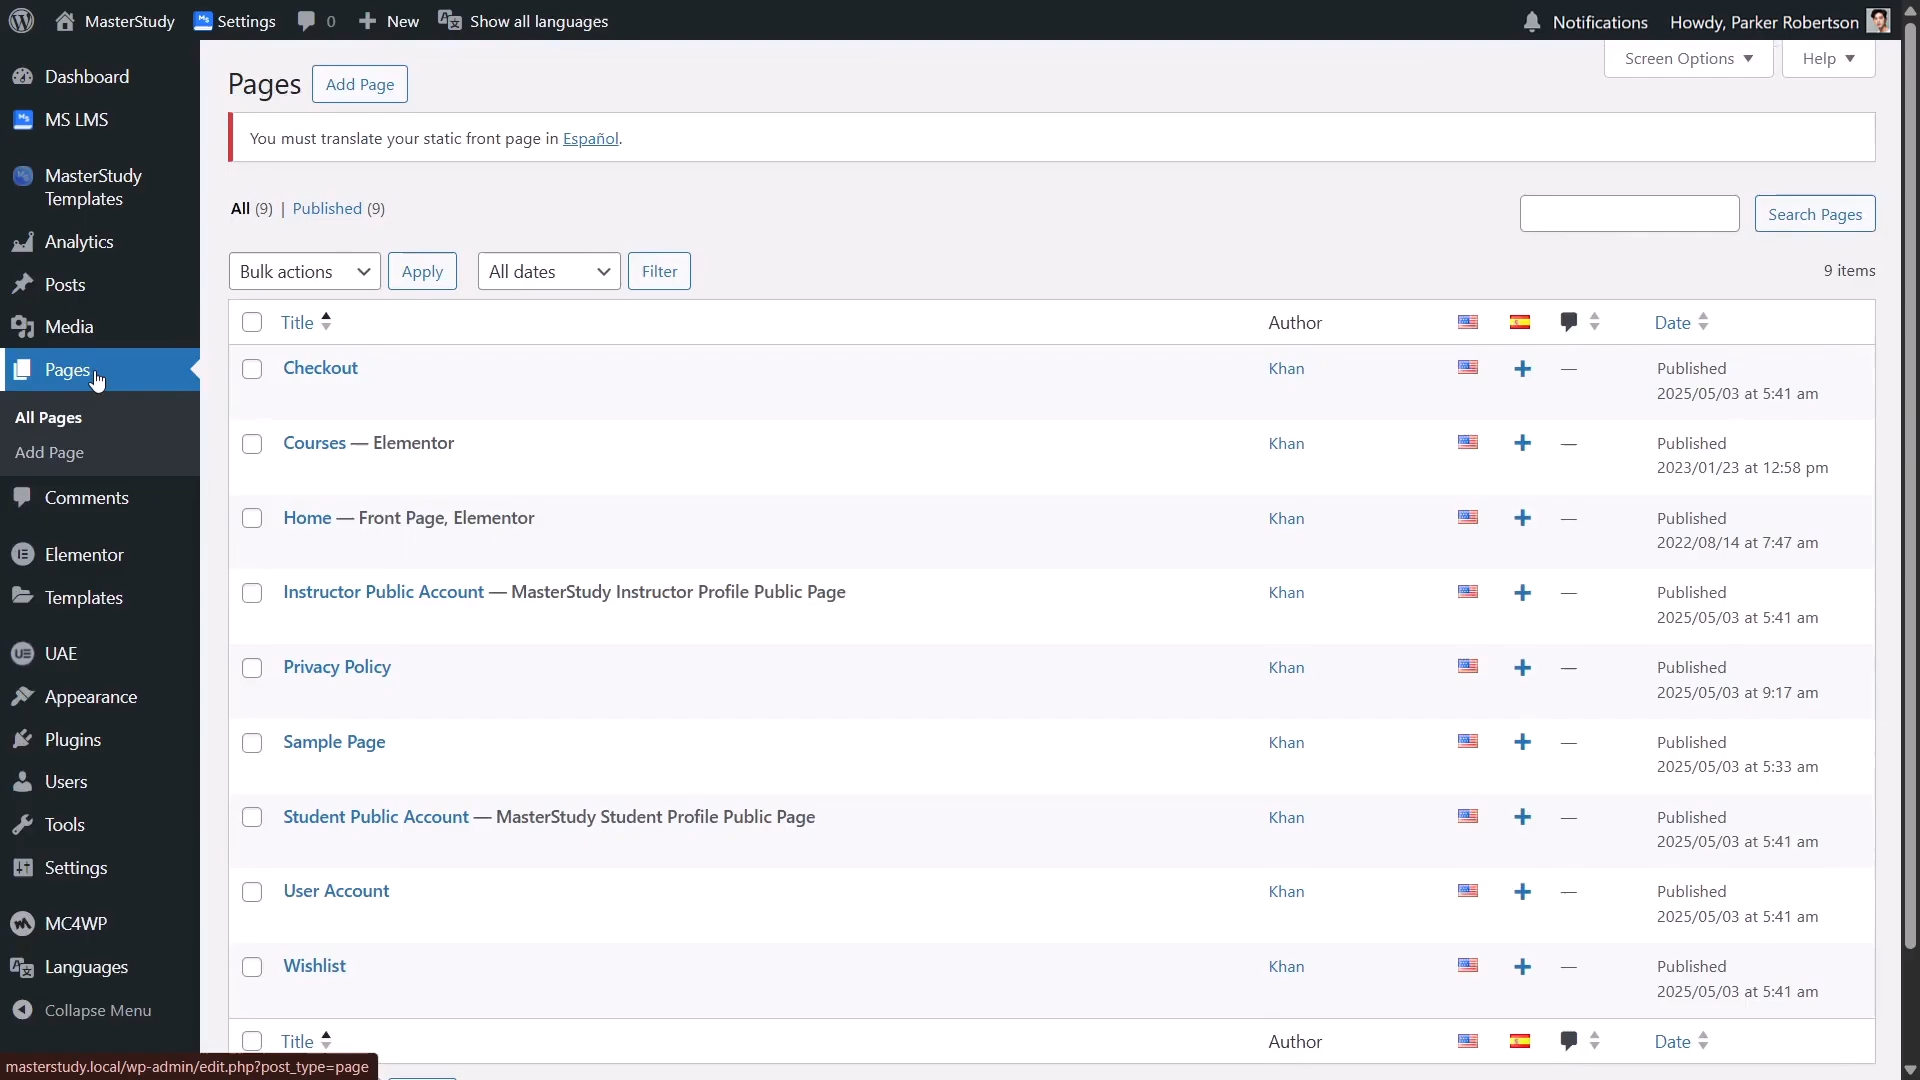 MasterStudy Settings 0 New Show all languages Notifications Howdy, Parker Robertson
Dashboard
MS LMS
MasterStudy
Templates
Analytics
Posts
Media
Pages
All Pages
Add Page
Comments
Elementor
Templates
UAE
Appearance
Plugins
Users
Tools
Settings
MC4WP
Languages
Collapse Menu
masterstudy.local/wp-admin/edit.php?post_type=page
Screen Options Help
Pages Add Page
You must translate your static front page in Español.
All (9) | Published (9)
Search Pages
Bulk actions Apply All dates Filter 9 items
Title Author Date
Checkout Khan — Published
2025/05/03 at 5:41 am
Courses — Elementor Khan — Published
2023/01/23 at 12:58 pm
Home — Front Page, Elementor Khan — Published
2022/08/14 at 7:47 am
Instructor Public Account — MasterStudy Instructor Profile Public Page Khan — Published
2025/05/03 at 5:41 am
Privacy Policy Khan — Published
2025/05/03 at 9:17 am
Sample Page Khan — Published
2025/05/03 at 5:33 am
Student Public Account — MasterStudy Student Profile Public Page Khan — Published
2025/05/03 at 5:41 am
User Account Khan — Published
2025/05/03 at 5:41 am
Wishlist Khan — Published
2025/05/03 at 5:41 am
Title Author Date